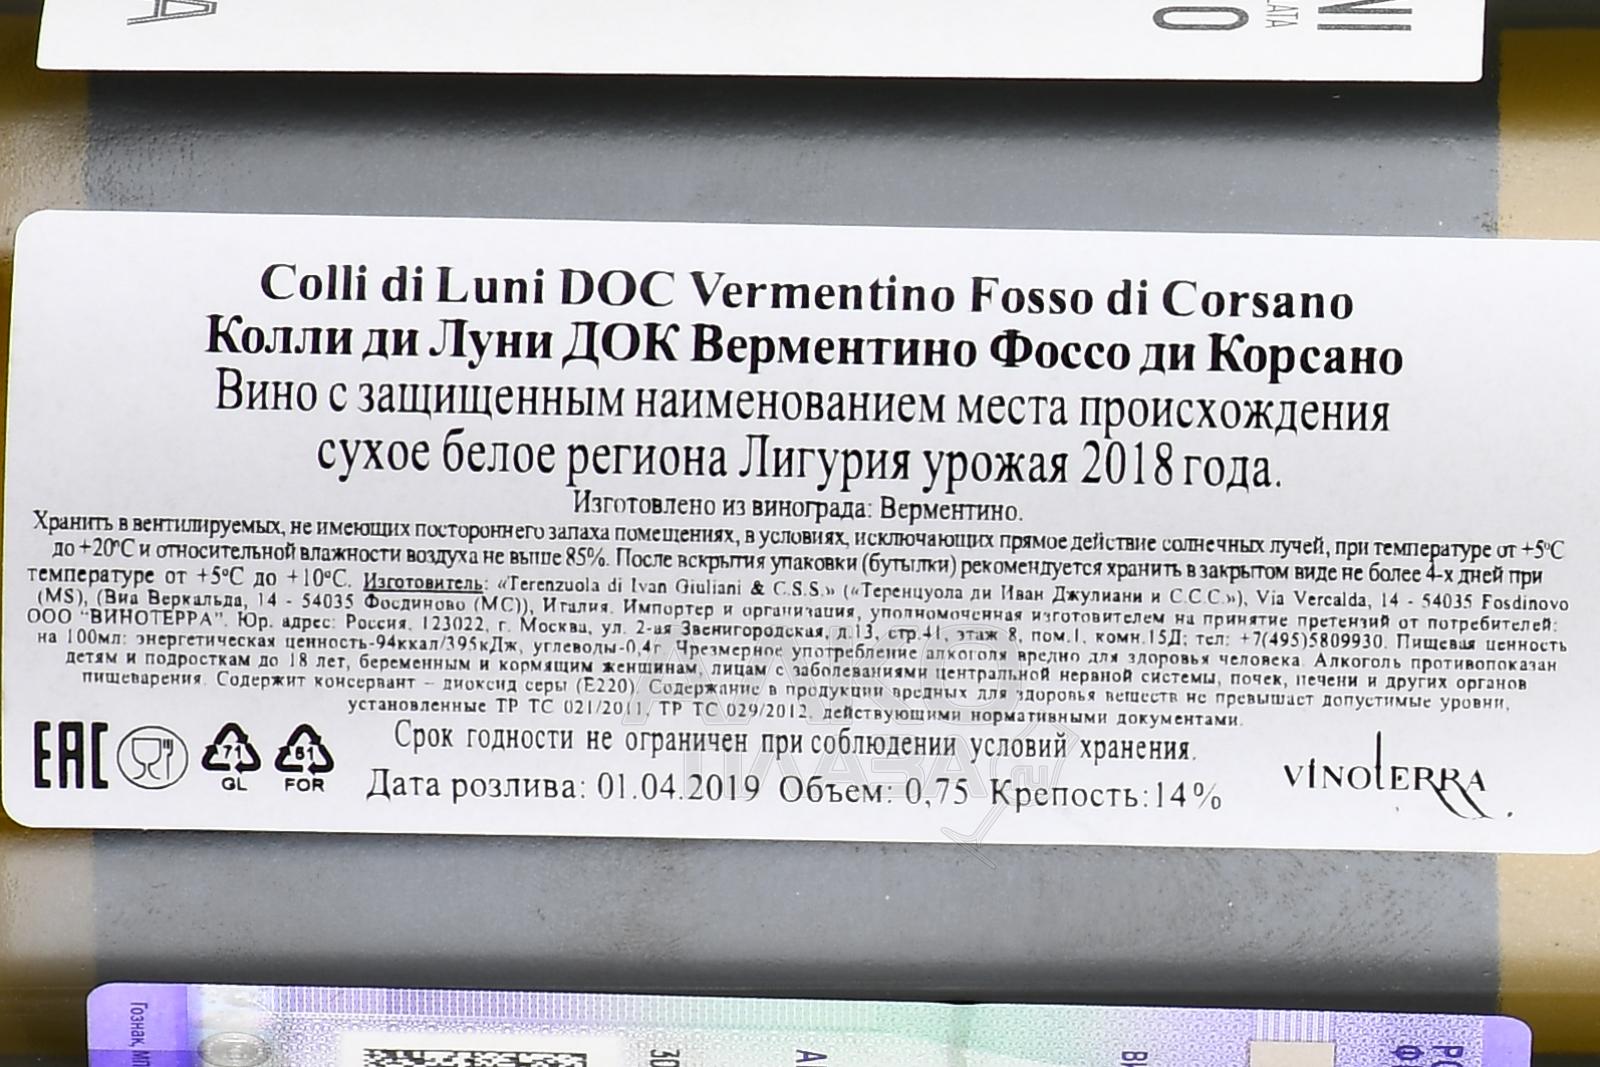 Colli di Luni DOC Vermentino Fosso di Corsano
Колли ди Луни ДОК Верментино Фоссо ди Корсано
Вино с защищенным наименованием места происхождения
сухое белое региона Лигурия урожая 2018 года.
Изготовлено из винограда: Верментино.
Хранить в вентилируемых, не имеющих постороннего запаха помещениях, в условиях, исключающих прямое действие солнечных лучей, при температуре от +5°C
до +20°C и относительной влажности воздуха не выше 85%. После вскрытия упаковки (бутылки) рекомендуется хранить в закрытом виде не более 4-х дней при
температуре от +5°C до +10°C. Изготовитель: «Terenzuola di Ivan Giuliani & C.S.S.» («Теренцуола ди Иван Джулиани и С.С.С.»), Via Vercalda, 14 - 54035 Fosdinovo
(MS), (Виа Веркальда, 14 - 54035 Фосдиново (МС)), Италия. Импортер и организация, уполномоченная изготовителем на принятие претензий от потребителей:
ООО "ВИНОТЕРРА". Юр. адрес: Россия, 123022, г. Москва, ул. 2-ая Звенигородская, д.13, стр.41, этаж 8, пом.I, комн.15Д; тел: +7(495)5809930. Пищевая ценность
на 100мл: энергетическая ценность-94ккал/395кДж, углеводы-0,4г. Чрезмерное употребление алкоголя вредно для здоровья человека. Алкоголь противопоказан
детям и подросткам до 18 лет, беременным и кормящим женщинам, лицам с заболеваниями центральной нервной системы, почек, печени и других органов
пищеварения. Содержит консервант – диоксид серы (Е220). Содержание в продукции вредных для здоровья веществ не превышает допустимые уровни,
установленные ТР ТС 021/2011, ТР ТС 029/2012, действующими нормативными документами.
Срок годности не ограничен при соблюдении условий хранения.
Дата розлива: 01.04.2019 Объем: 0,75 Крепость:14%
EAC
71
GL
61
FOR
VINOTERRA
АЛКО
ПЛАЗА
.ru
Гознак,